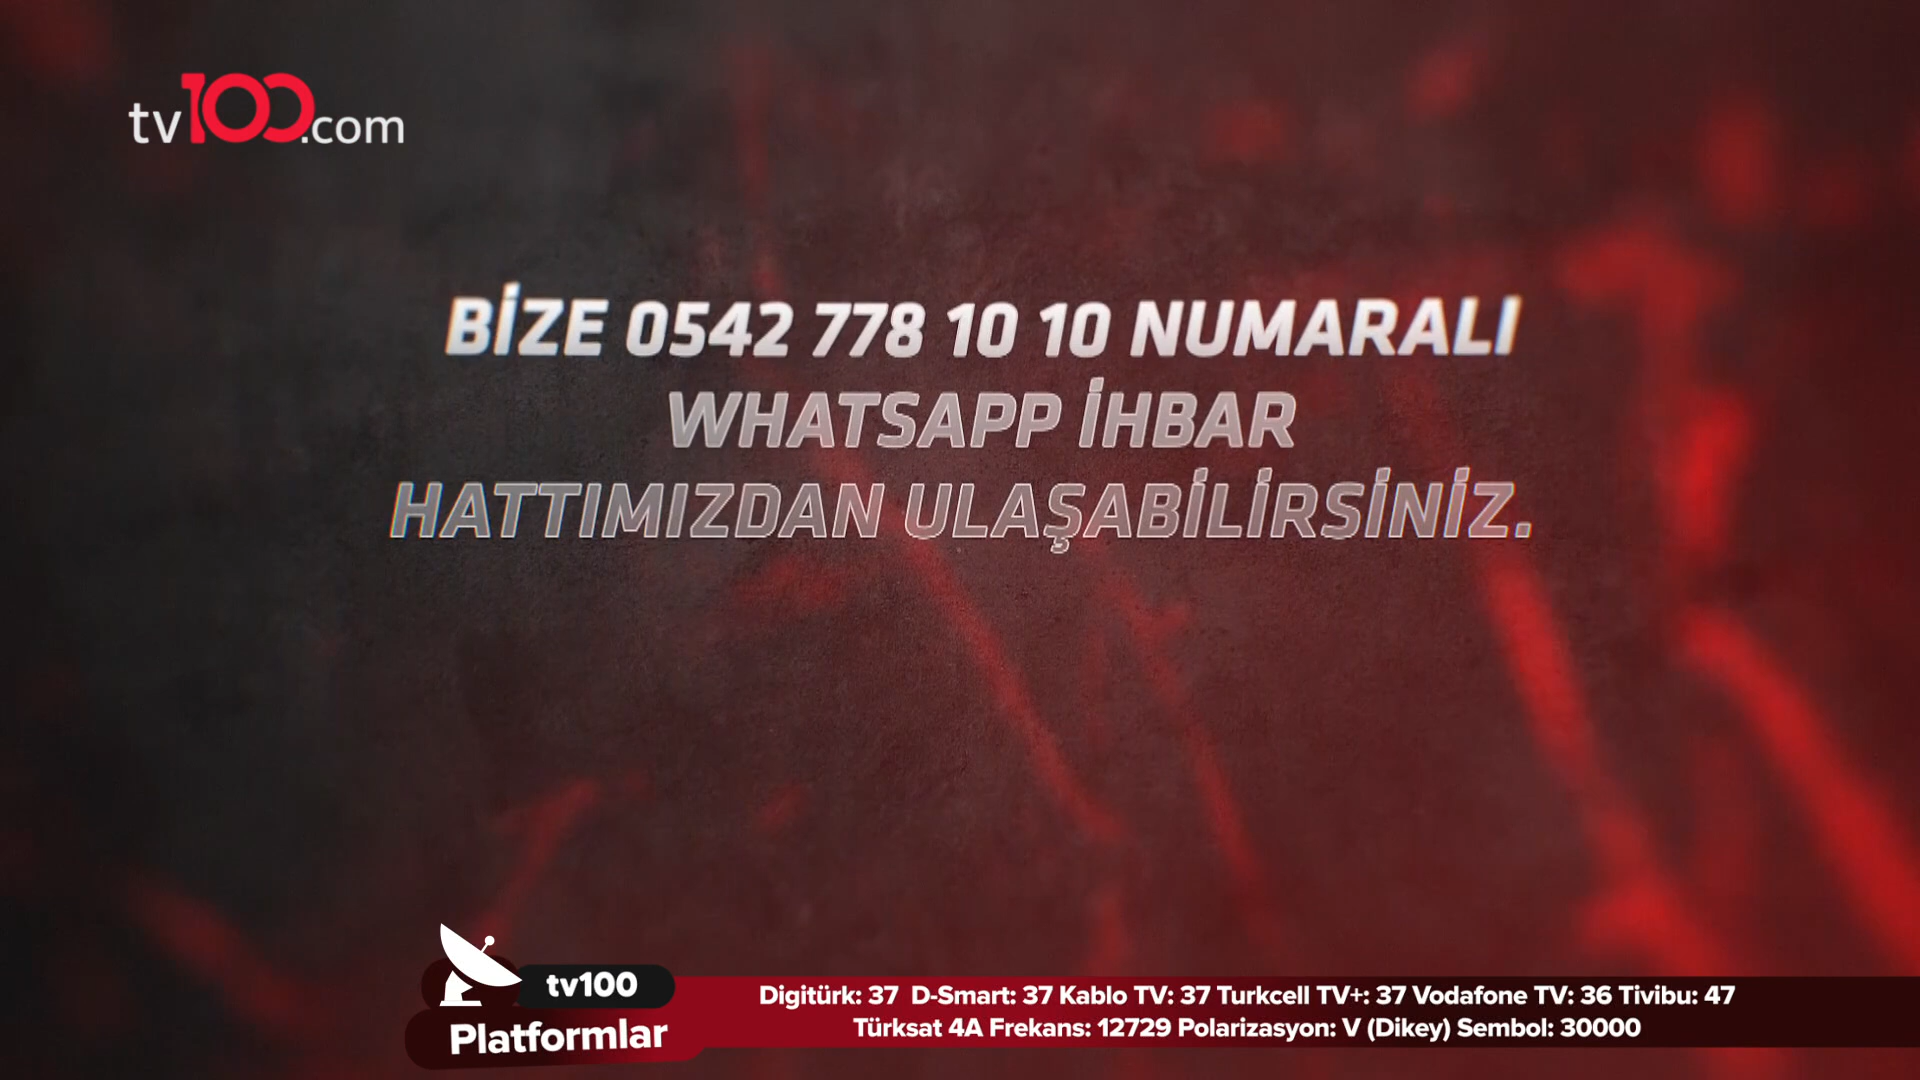 tv100.com
BİZE 0542 778 10 10 NUMARALI
WHATSAPP İHBAR
HATTIMIZDAN ULAŞABİLİRSİNİZ.
tv100
Platformlar
Digitürk: 37 D-Smart: 37 Kablo TV: 37 Turkcell TV+: 37 Vodafone TV: 36 Tivibu: 47
Türksat 4A Frekans: 12729 Polarizasyon: V (Dikey) Sembol: 30000